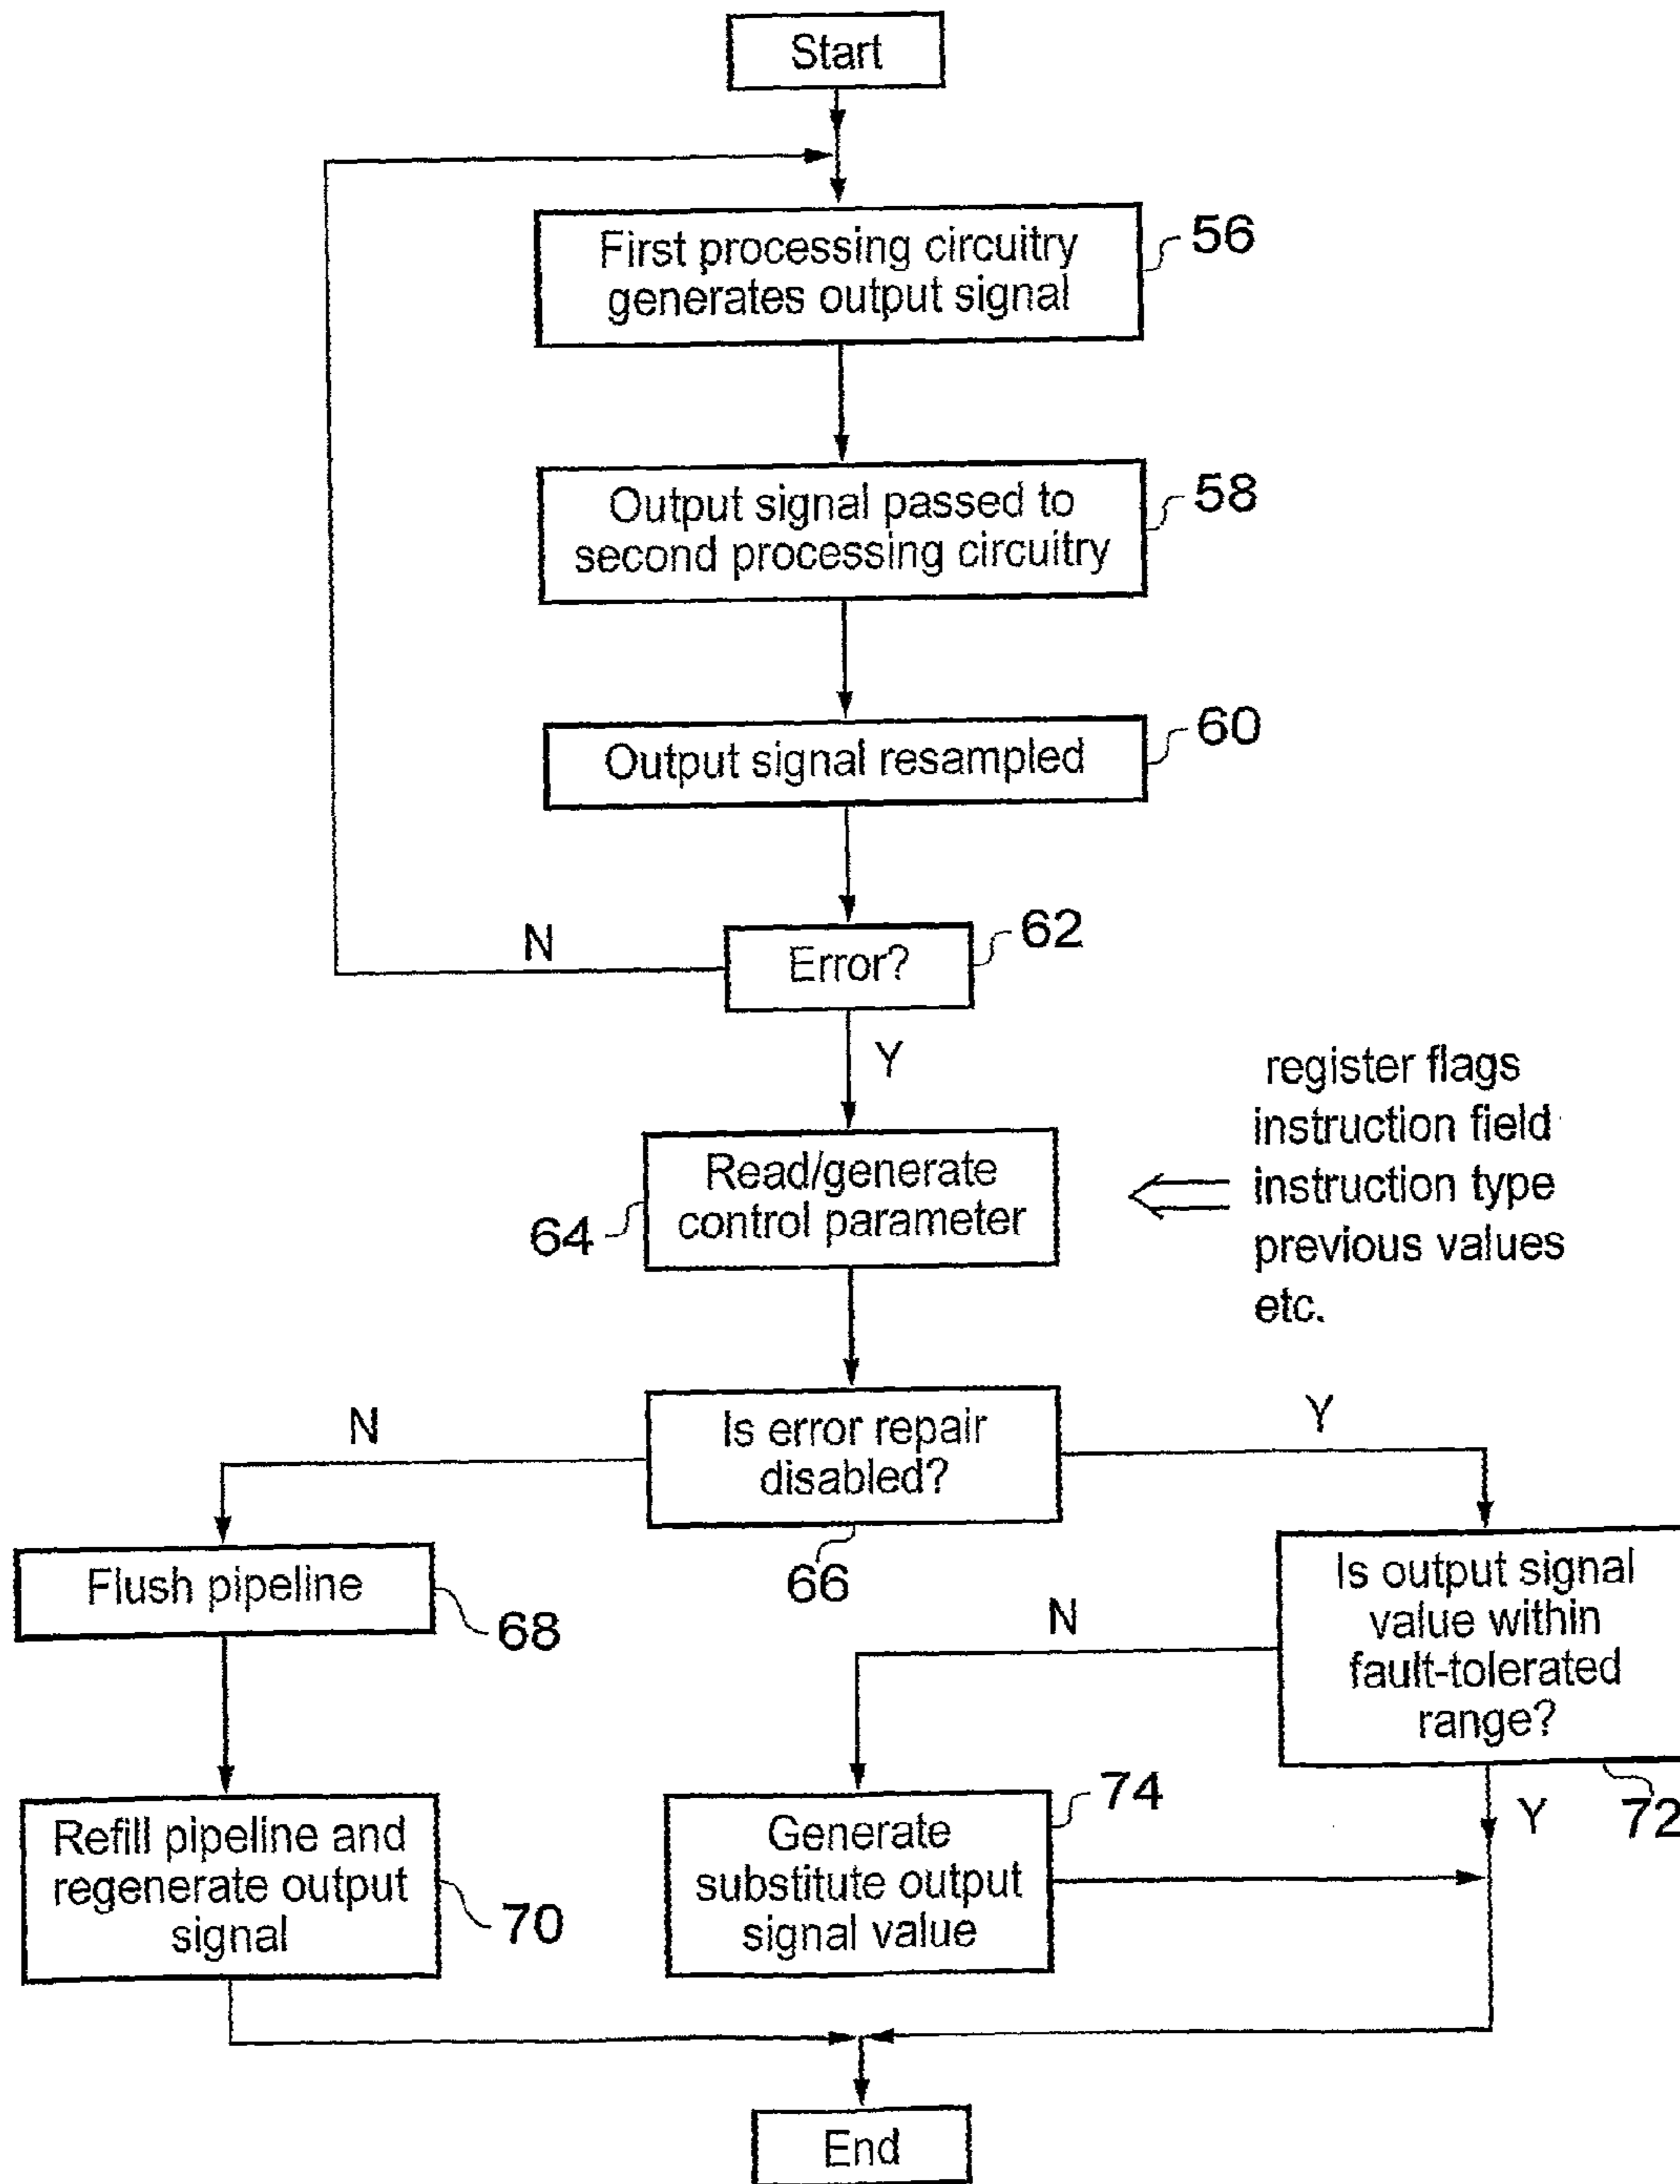 Start
First processing circuitry
generates output signal
56
Output signal passed to
second processing circuitry
58
Output signal resampled
60
Error?
62
N
Y
register flags
instruction field
instruction type
previous values
etc.
Read/generate
control parameter
64
Is error repair
disabled?
66
N
Y
Flush pipeline
68
Is output signal
value within
fault-tolerated
range?
72
N
Y
Refill pipeline and
regenerate output
signal
70
Generate
substitute output
signal value
74
End